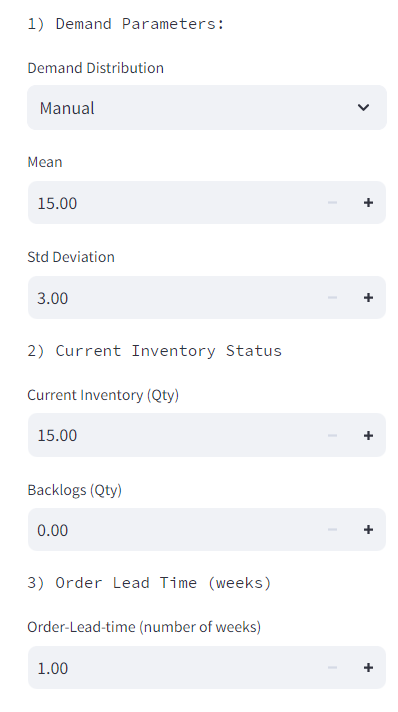 1) Demand Parameters:
Demand Distribution
Manual
Mean
15.00
Std Deviation
3.00
2) Current Inventory Status
Current Inventory (Qty)
15.00
Backlogs (Qty)
0.00
3) Order Lead Time (weeks)
Order-Lead-time (number of weeks)
1.00